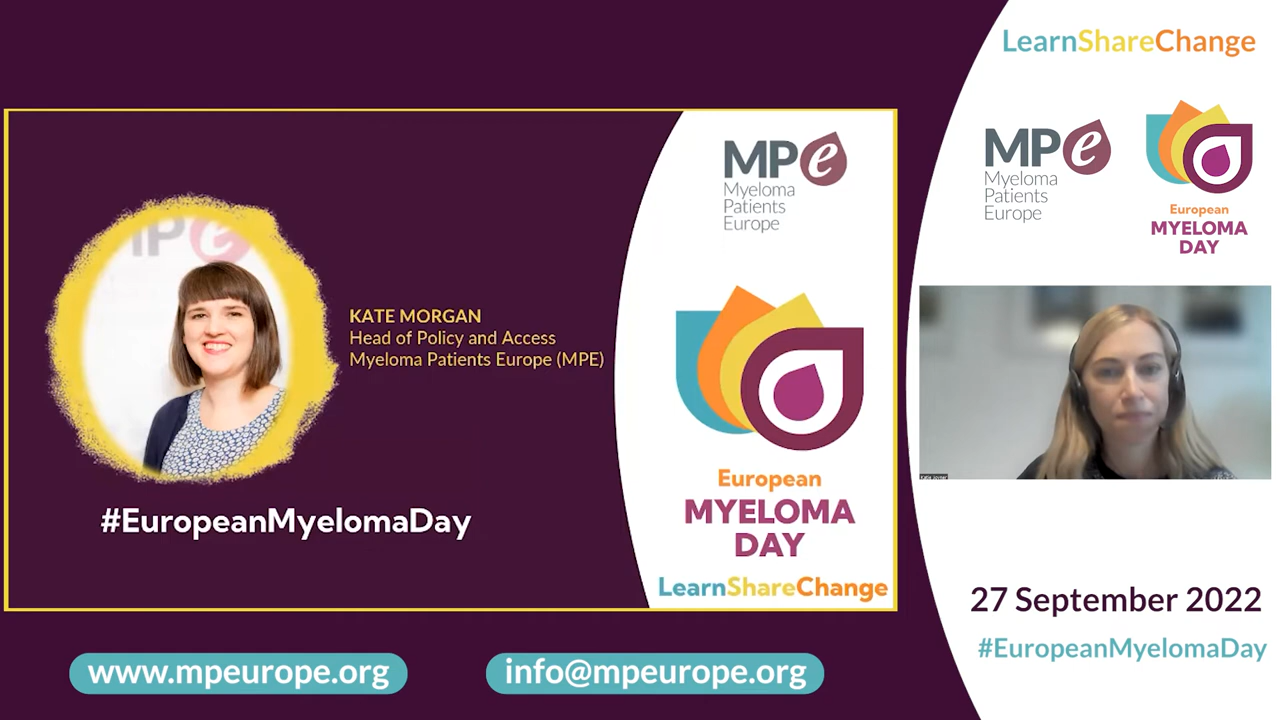 KATE MORGAN
Head of Policy and Access
Myeloma Patients Europe (MPE)
#EuropeanMyelomaDay
MPe
Myeloma
Patients
Europe
European
MYELOMA
DAY
LearnShareChange
www.mpeurope.org
info@mpeurope.org
LearnShareChange
MPe
Myeloma
Patients
Europe
European
MYELOMA
DAY
27 September 2022
#EuropeanMyelomaDay